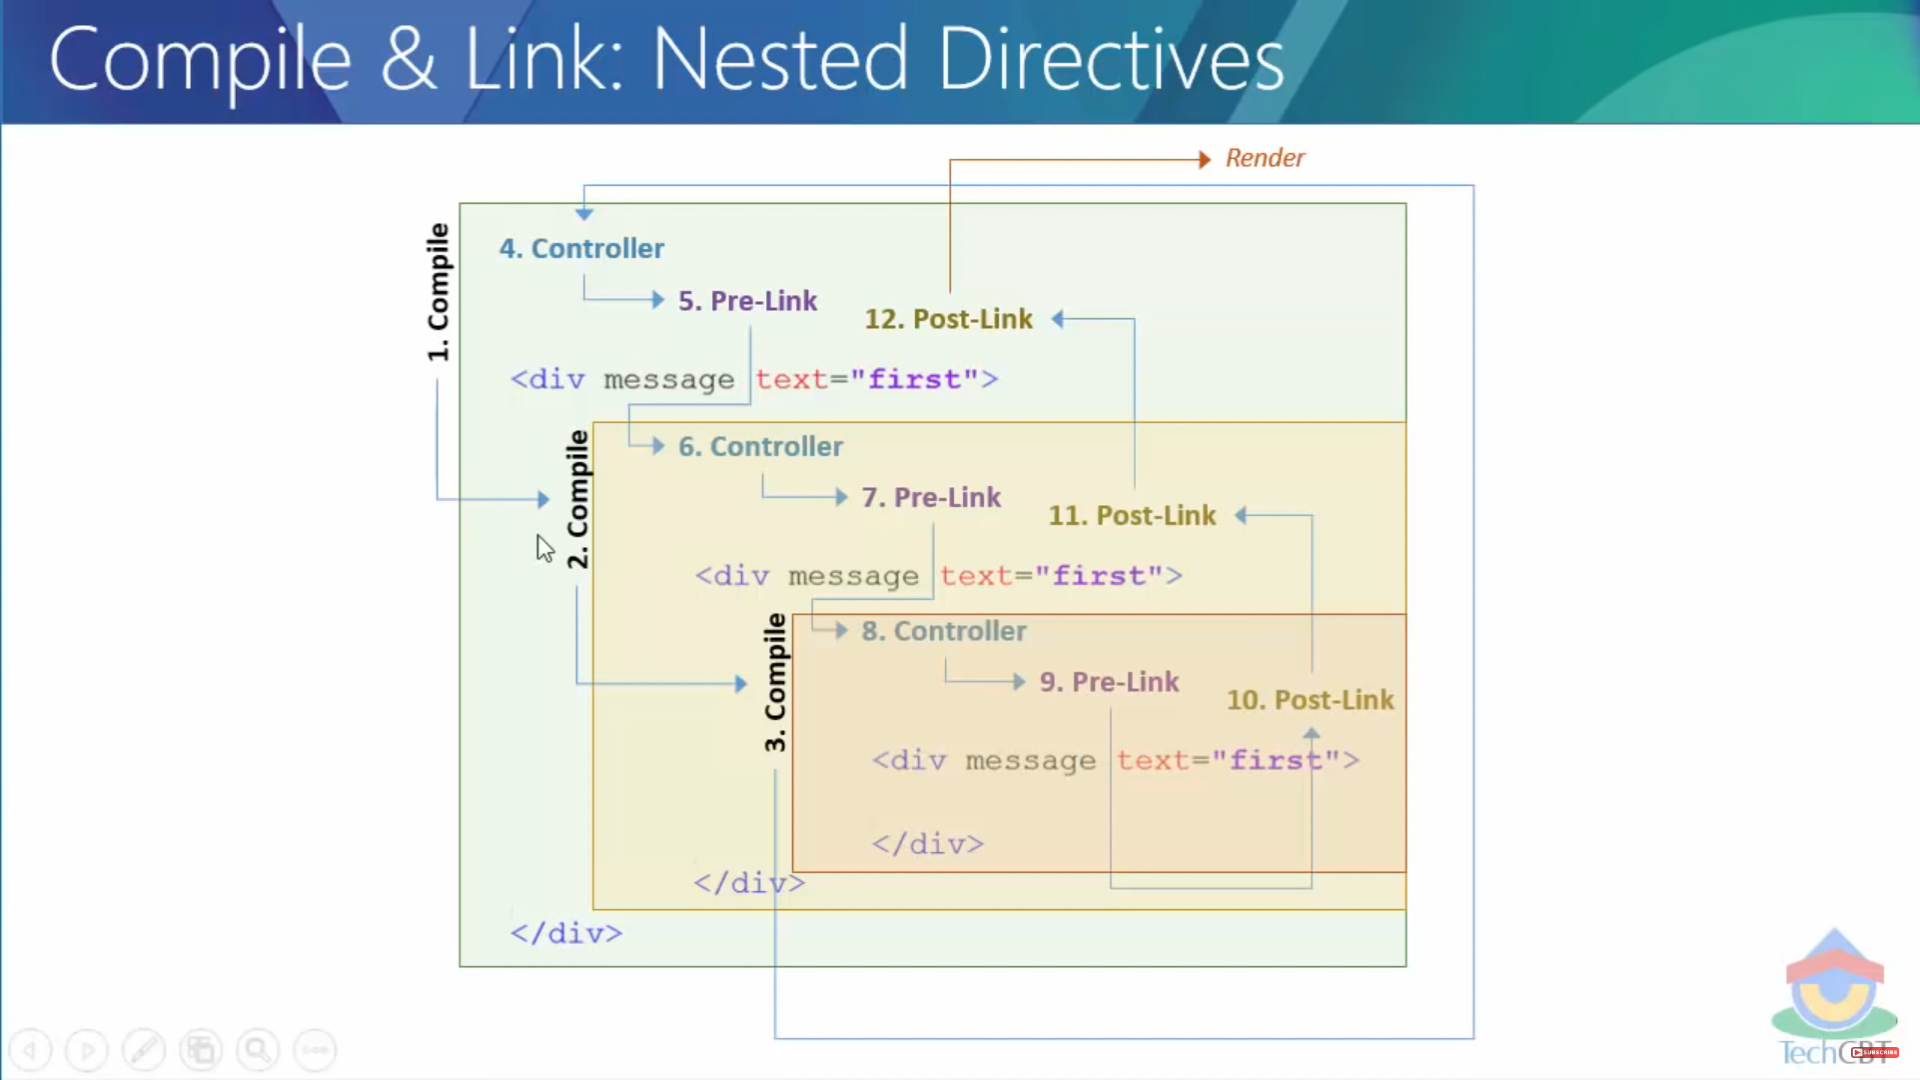 Compile & Link: Nested Directives
Render
1. Compile
4. Controller
5. Pre-Link
12. Post-Link
<div message text="first">
2. Compile
6. Controller
7. Pre-Link
11. Post-Link
<div message text="first">
3. Compile
8. Controller
9. Pre-Link
10. Post-Link
<div message text="first">
</div>
</div>
</div>
TechCBT
SUBSCRIBE